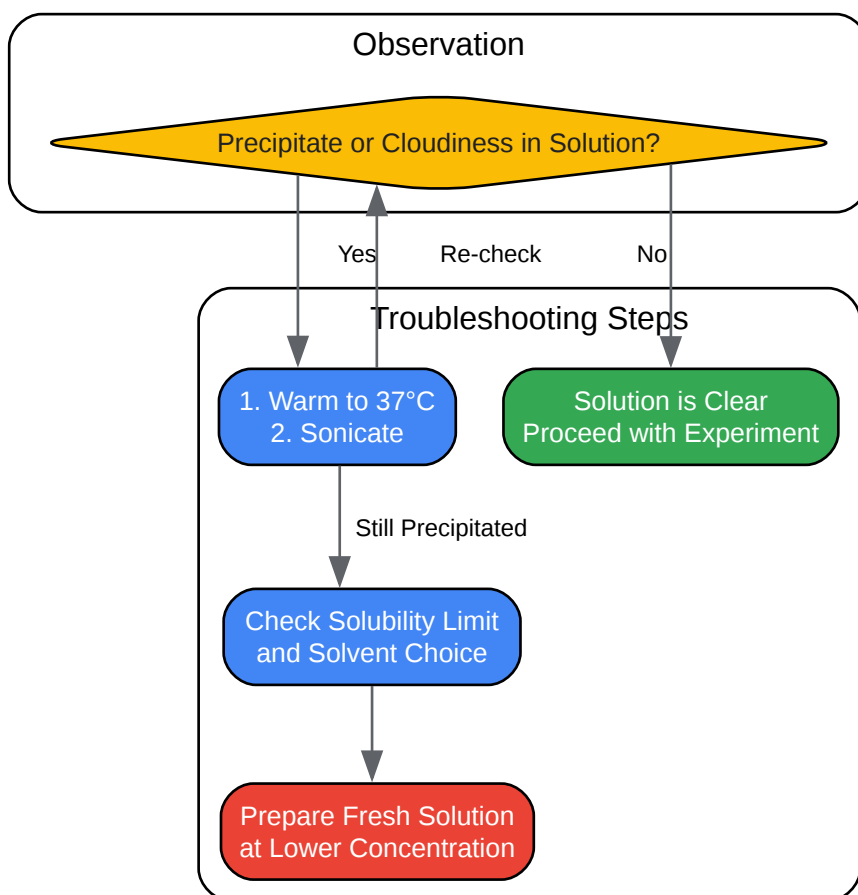 Observation
Precipitate or Cloudiness in Solution?
Yes
Re-check
No
Troubleshooting Steps
1. Warm to 37°C
2. Sonicate
Solution is Clear
Proceed with Experiment
Still Precipitated
Check Solubility Limit
and Solvent Choice
Prepare Fresh Solution
at Lower Concentration